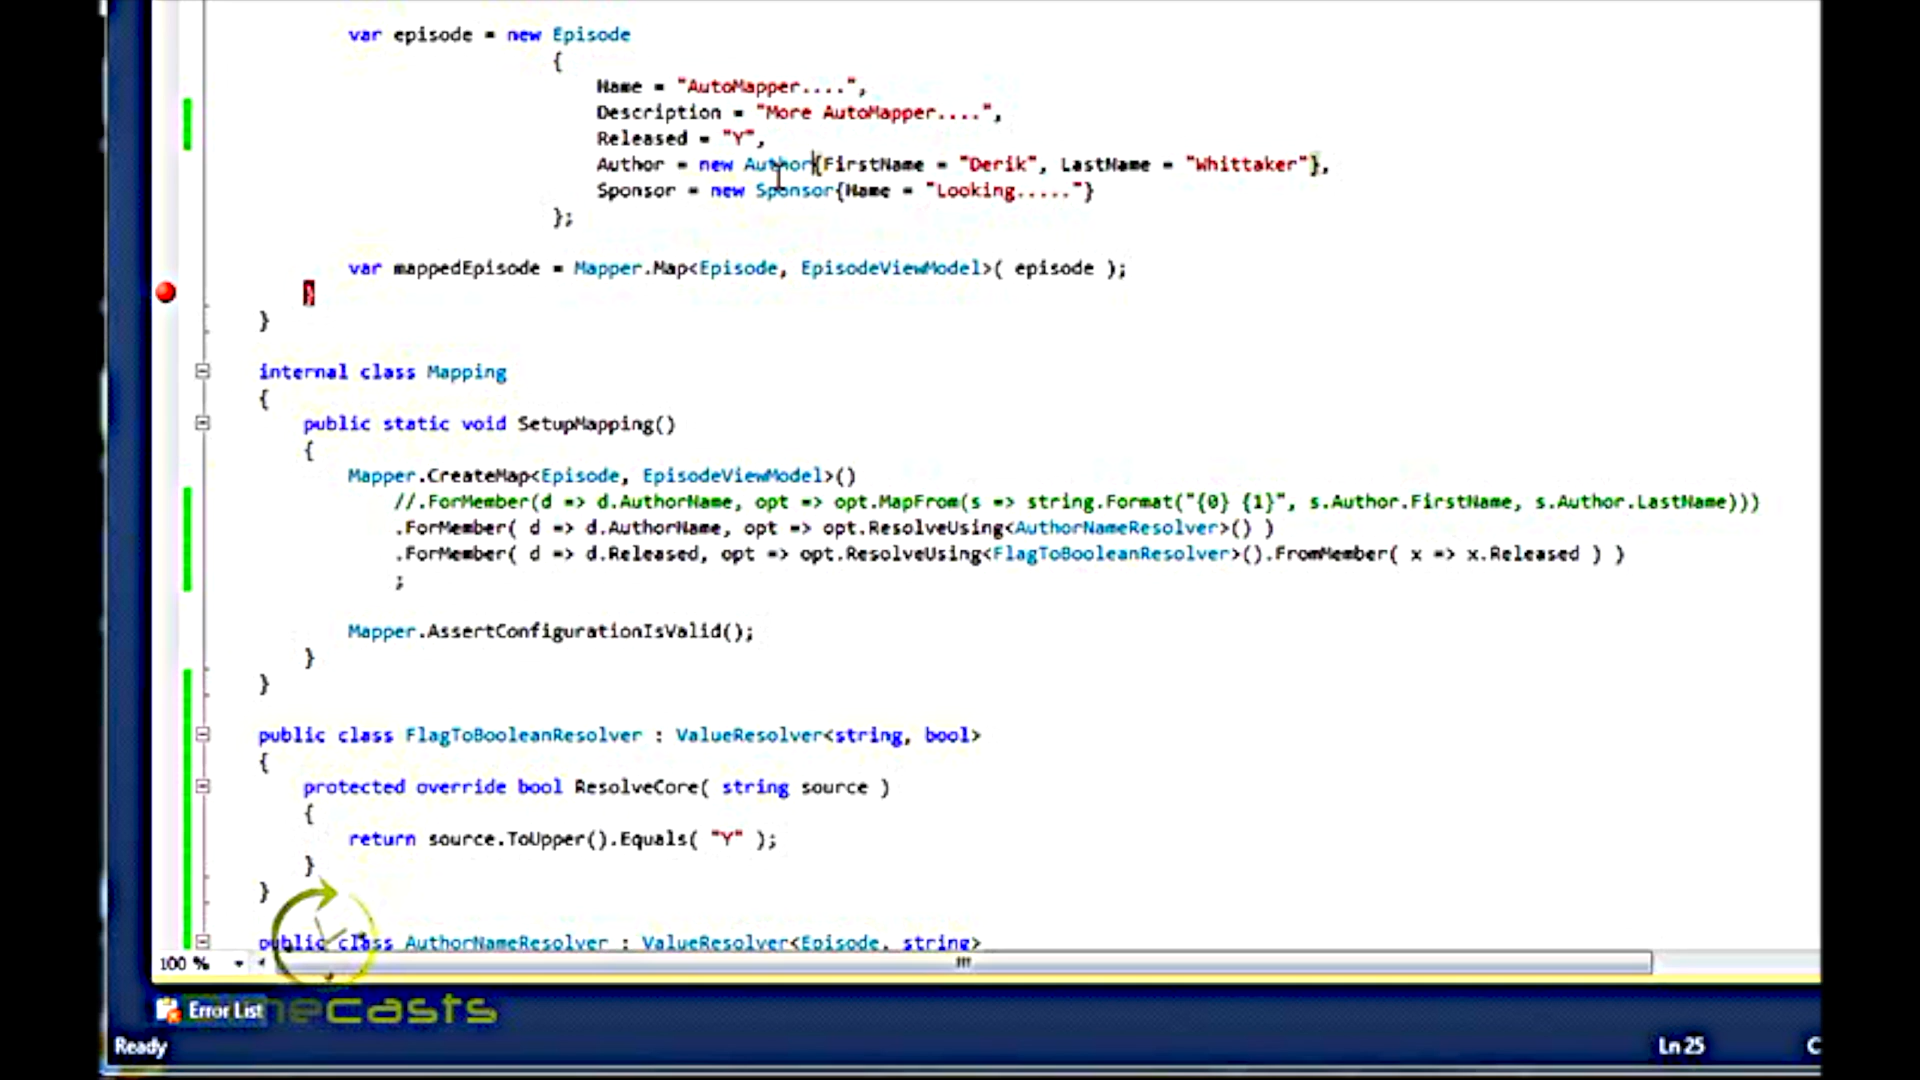 var episode = new Episode
{
Name = "AutoMapper....",
Description = "More AutoMapper....",
Released = "Y",
Author = new Author{FirstName = "Derik", LastName = "Whittaker"},
Sponsor = new Sponsor{Name = "Looking....."}
};
var mappedEpisode = Mapper.Map<Episode, EpisodeViewModel>( episode );
}
}
internal class Mapping
{
public static void SetupMapping()
{
Mapper.CreateMap<Episode, EpisodeViewModel>()
//.ForMember(d => d.AuthorName, opt => opt.MapFrom(s => string.Format("{0} {1}", s.Author.FirstName, s.Author.LastName)))
.ForMember( d => d.AuthorName, opt => opt.ResolveUsing<AuthorNameResolver>() )
.ForMember( d => d.Released, opt => opt.ResolveUsing<FlagToBooleanResolver>().FromMember( x => x.Released ) )
;
Mapper.AssertConfigurationIsValid();
}
}
public class FlagToBooleanResolver : ValueResolver<string, bool>
{
protected override bool ResolveCore( string source )
{
return source.ToUpper().Equals( "Y" );
}
}
public class AuthorNameResolver : ValueResolver<Episode, string>
100 %
Error List
Ready
Ln 25